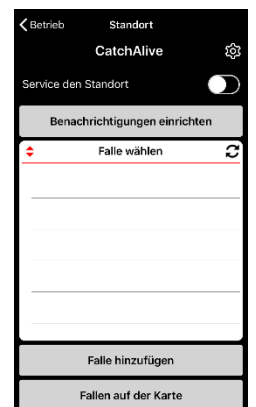 Betrieb Standort
CatchAlive
Service den Standort
Benachrichtigungen einrichten
Falle wählen
Falle hinzufügen
Fallen auf der Karte